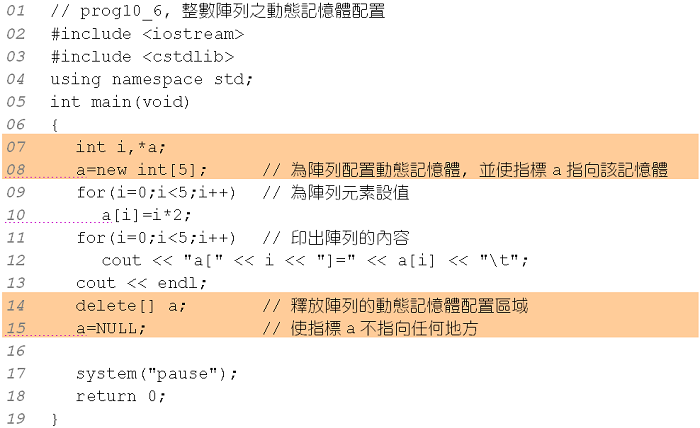 01 // prog10_6, 整數陣列之動態記憶體配置
02 #include <iostream>
03 #include <cstdlib>
04 using namespace std;
05 int main(void)
06 {
07 int i,*a;
08 a=new int[5]; // 為陣列配置動態記憶體, 並使指標 a 指向該記憶體
09 for(i=0;i<5;i++) // 為陣列元素設值
10 a[i]=i*2;
11 for(i=0;i<5;i++) // 印出陣列的內容
12 cout << "a[" << i << "]=" << a[i] << "\t";
13 cout << endl;
14 delete[] a; // 釋放陣列的動態記憶體配置區域
15 a=NULL; // 使指標 a 不指向任何地方
16
17 system("pause");
18 return 0;
19 }